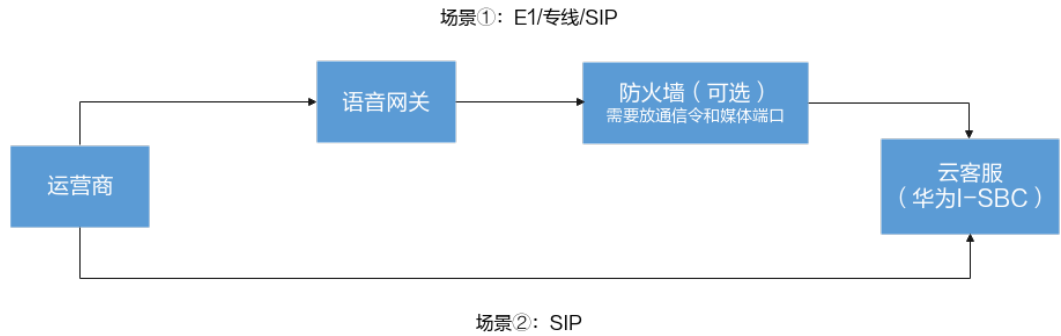 场景①：E1/专线/SIP
语音网关
防火墙（可选）
需要放通信令和媒体端口
运营商
云客服
（华为I-SBC）
场景②：SIP